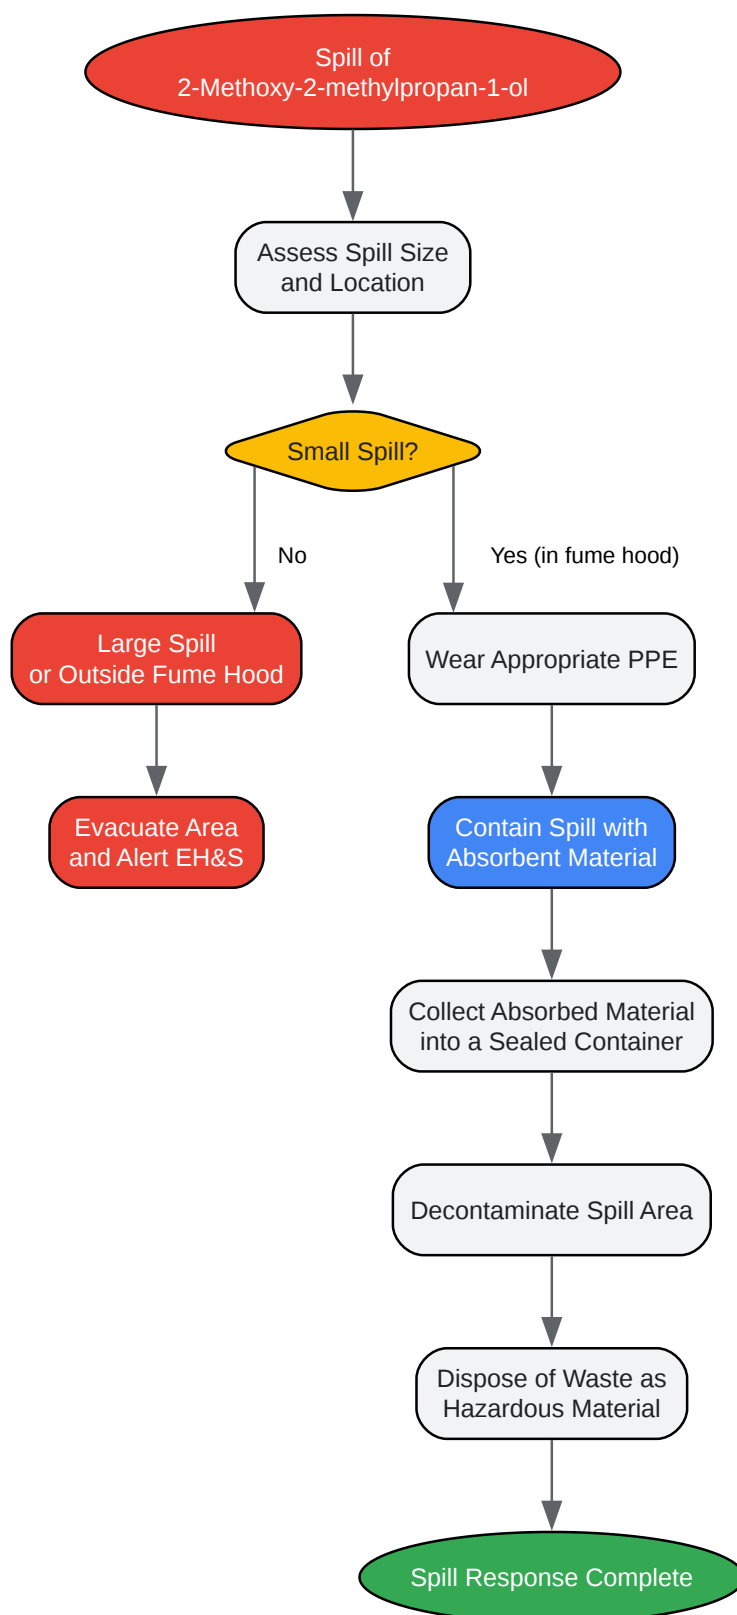 Spill of
2-Methoxy-2-methylpropan-1-ol
Assess Spill Size
and Location
Small Spill?
No
Yes (in fume hood)
Large Spill
or Outside Fume Hood
Wear Appropriate PPE
Evacuate Area
and Alert EH&S
Contain Spill with
Absorbent Material
Collect Absorbed Material
into a Sealed Container
Decontaminate Spill Area
Dispose of Waste as
Hazardous Material
Spill Response Complete